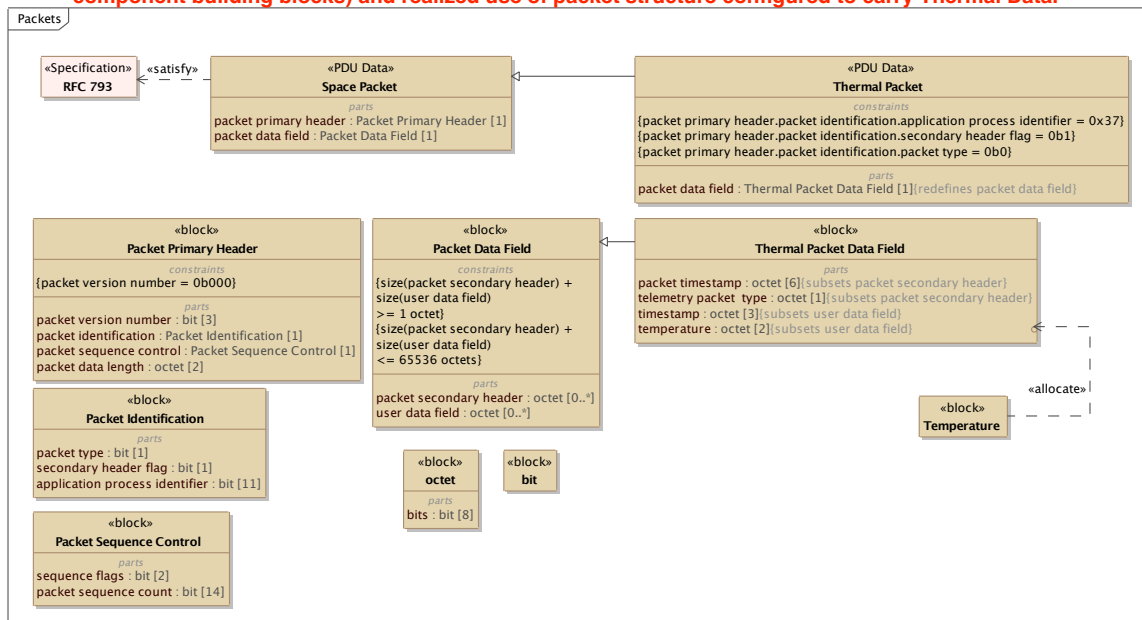 component building blocks) and realized use of packet structure configured to carry Thermal Data.
Packets
«Specification»
RFC 793
«satisfy»
«PDU Data»
Space Packet
parts
packet primary header : Packet Primary Header [1]
packet data field : Packet Data Field [1]
«PDU Data»
Thermal Packet
constraints
{packet primary header.packet identification.application process identifier = 0x37}
{packet primary header.packet identification.secondary header flag = 0b1}
{packet primary header.packet identification.packet type = 0b0}
parts
packet data field : Thermal Packet Data Field [1]{redefines packet data field}
«block»
Packet Primary Header
constraints
{packet version number = 0b000}
parts
packet version number : bit [3]
packet identification : Packet Identification [1]
packet sequence control : Packet Sequence Control [1]
packet data length : octet [2]
«block»
Packet Data Field
constraints
{size(packet secondary header) +
size(user data field)
>= 1 octet}
{size(packet secondary header) +
size(user data field)
<= 65536 octets}
parts
packet secondary header : octet [0..*]
user data field : octet [0..*]
«block»
Thermal Packet Data Field
parts
packet timestamp : octet [6]{subsets packet secondary header}
telemetry packet type : octet [1]{subsets packet secondary header}
timestamp : octet [3]{subsets user data field}
temperature : octet [2]{subsets user data field}
«allocate»
«block»
Temperature
«block»
Packet Identification
parts
packet type : bit [1]
secondary header flag : bit [1]
application process identifier : bit [11]
«block»
octet
parts
bits : bit [8]
«block»
bit
«block»
Packet Sequence Control
parts
sequence flags : bit [2]
packet sequence count : bit [14]